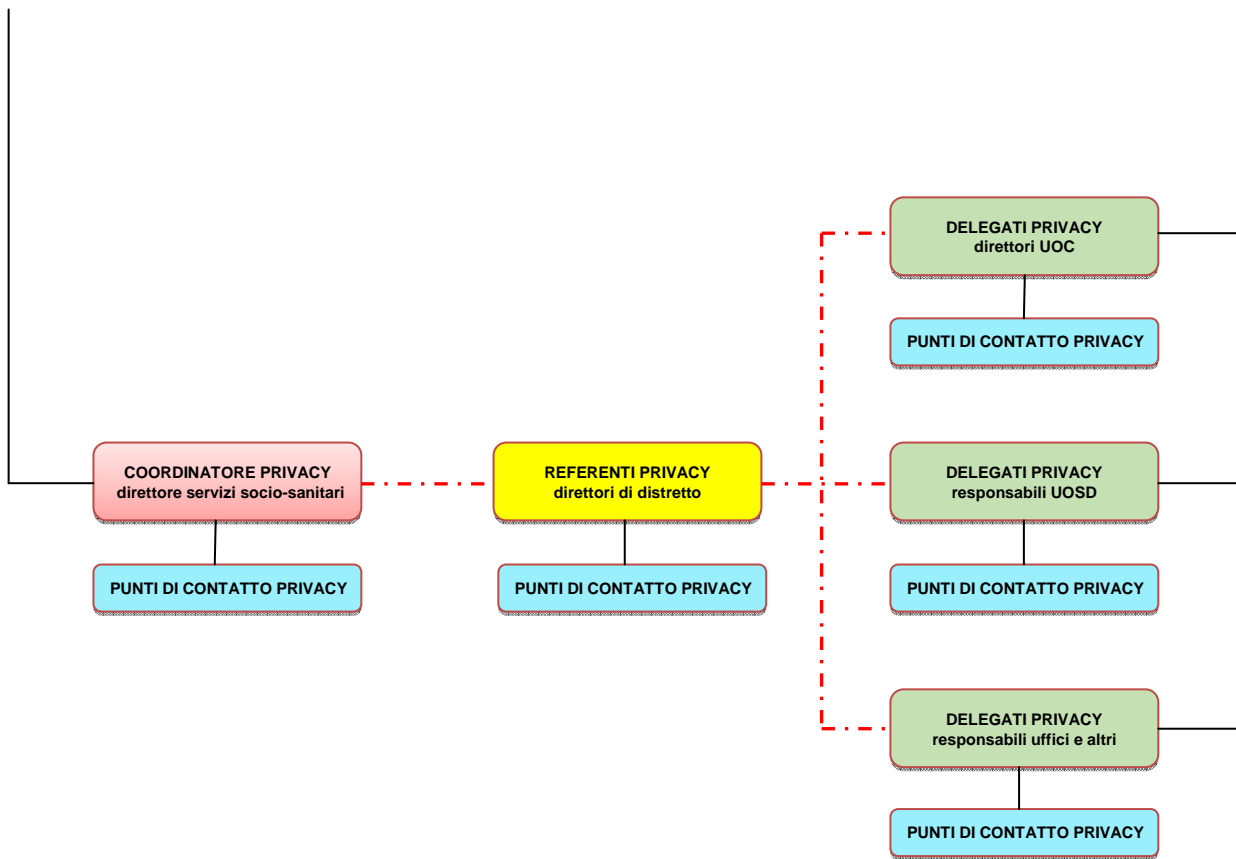 DELEGATI PRIVACY
direttori UOC
PUNTI DI CONTATTO PRIVACY
COORDINATORE PRIVACY
direttore servizi socio-sanitari
REFERENTI PRIVACY
direttori di distretto
DELEGATI PRIVACY
responsabili UOSD
PUNTI DI CONTATTO PRIVACY
PUNTI DI CONTATTO PRIVACY
PUNTI DI CONTATTO PRIVACY
DELEGATI PRIVACY
responsabili uffici e altri
PUNTI DI CONTATTO PRIVACY